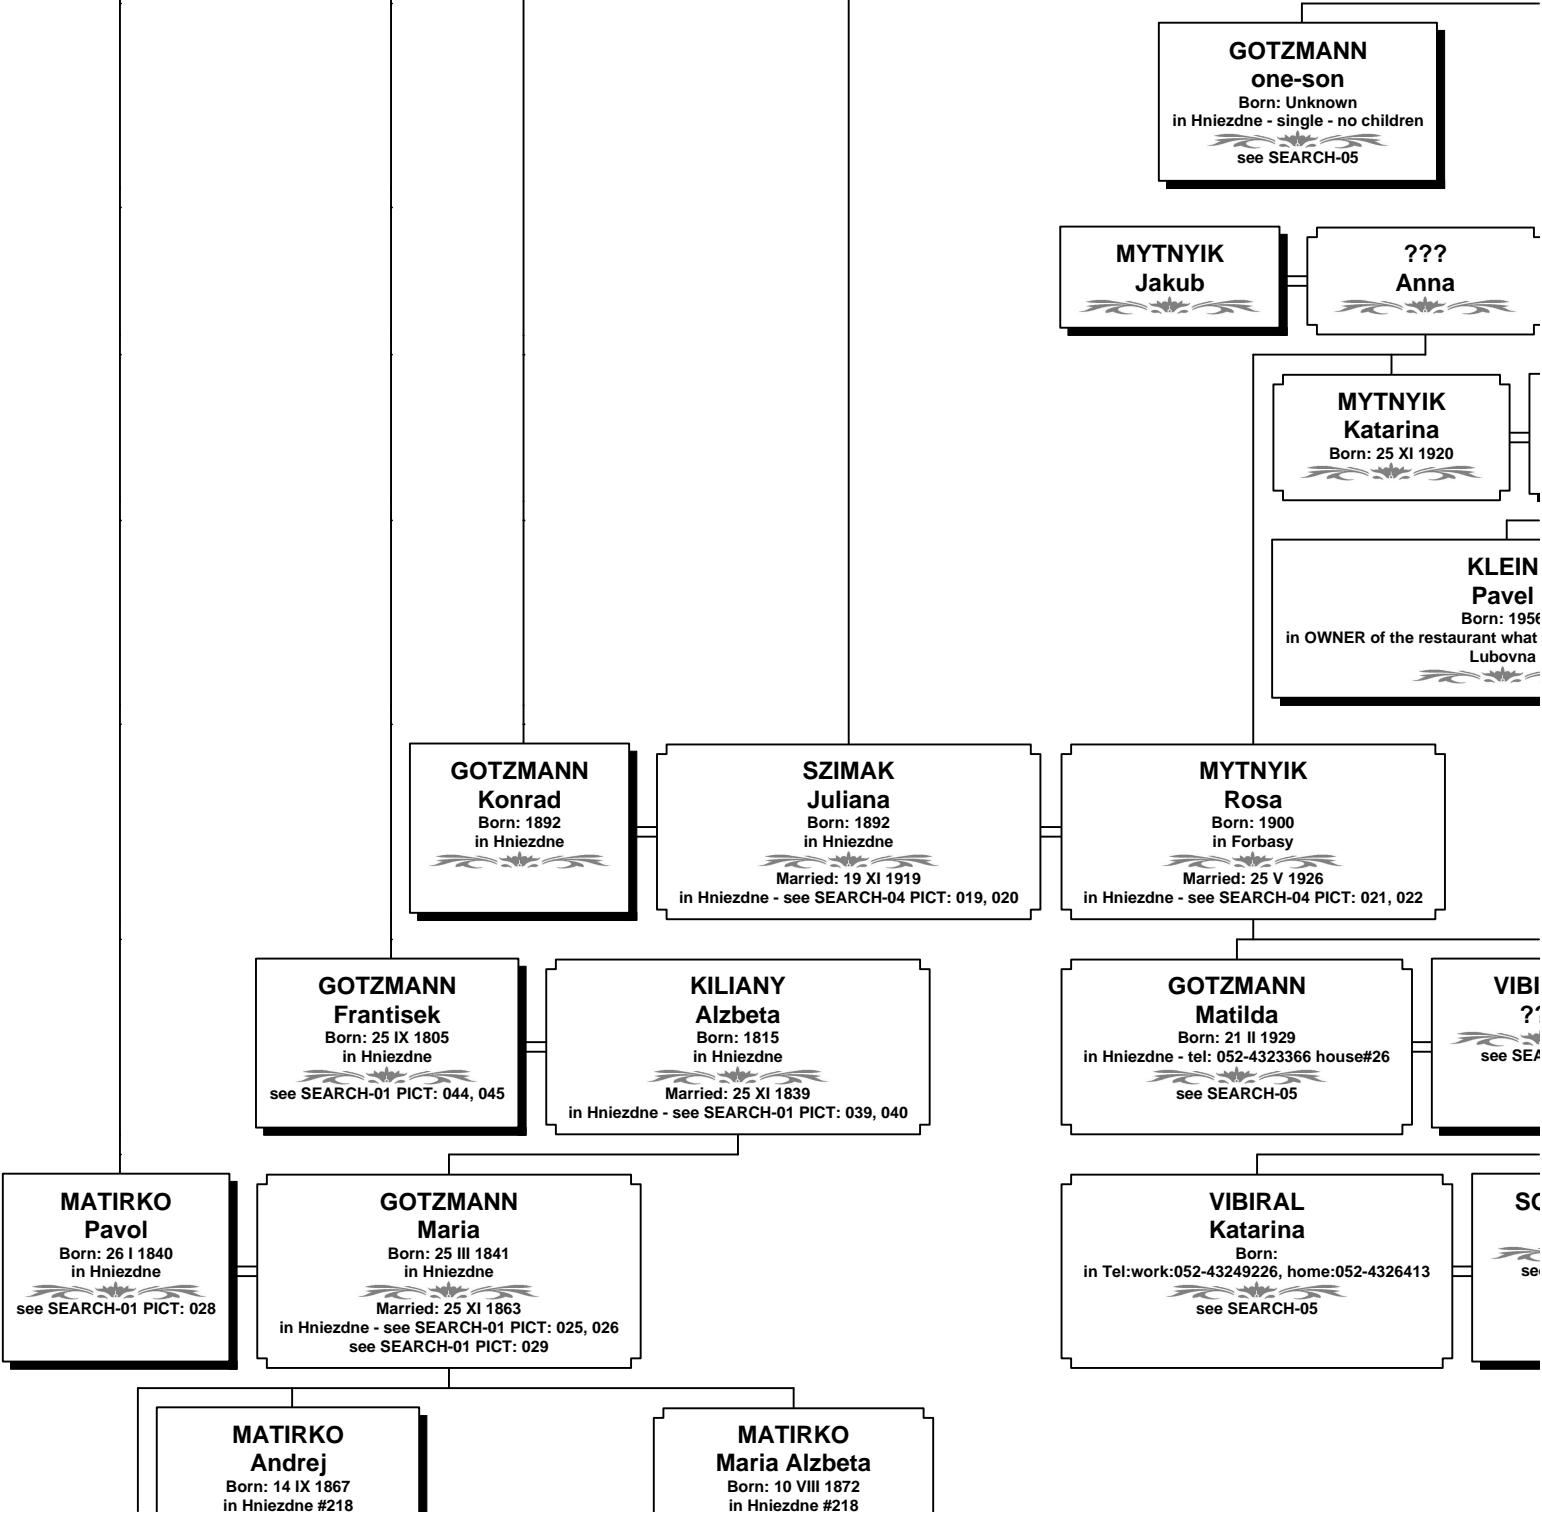 GOTZMANN
one-son
Born: Unknown
in Hniezdne - single - no children
see SEARCH-05
MYTNYIK
Jakub
???
Anna
MYTNYIK
Katarina
Born: 25 XI 1920
KLEIN
Pavel
Born: 1956
in OWNER of the restaurant what
Lubovna
GOTZMANN
Konrad
Born: 1892
in Hniezdne
SZIMAK
Juliana
Born: 1892
in Hniezdne
Married: 19 XI 1919
in Hniezdne - see SEARCH-04 PICT: 019, 020
MYTNYIK
Rosa
Born: 1900
in Forbasy
Married: 25 V 1926
in Hniezdne - see SEARCH-04 PICT: 021, 022
GOTZMANN
Frantisek
Born: 25 IX 1805
in Hniezdne
see SEARCH-01 PICT: 044, 045
KILIANY
Alzbeta
Born: 1815
in Hniezdne
Married: 25 XI 1839
in Hniezdne - see SEARCH-01 PICT: 039, 040
GOTZMANN
Matilda
Born: 21 II 1929
in Hniezdne - tel: 052-4323366 house#26
see SEARCH-05
VIBI
??
see SEA
MATIRKO
Pavol
Born: 26 I 1840
in Hniezdne
see SEARCH-01 PICT: 028
GOTZMANN
Maria
Born: 25 III 1841
in Hniezdne
Married: 25 XI 1863
in Hniezdne - see SEARCH-01 PICT: 025, 026
see SEARCH-01 PICT: 029
VIBIRAL
Katarina
Born:
in Tel:work:052-43249226, home:052-4326413
see SEARCH-05
MATIRKO
Andrej
Born: 14 IX 1867
in Hniezdne #218
MATIRKO
Maria Alzbeta
Born: 10 VIII 1872
in Hniezdne #218